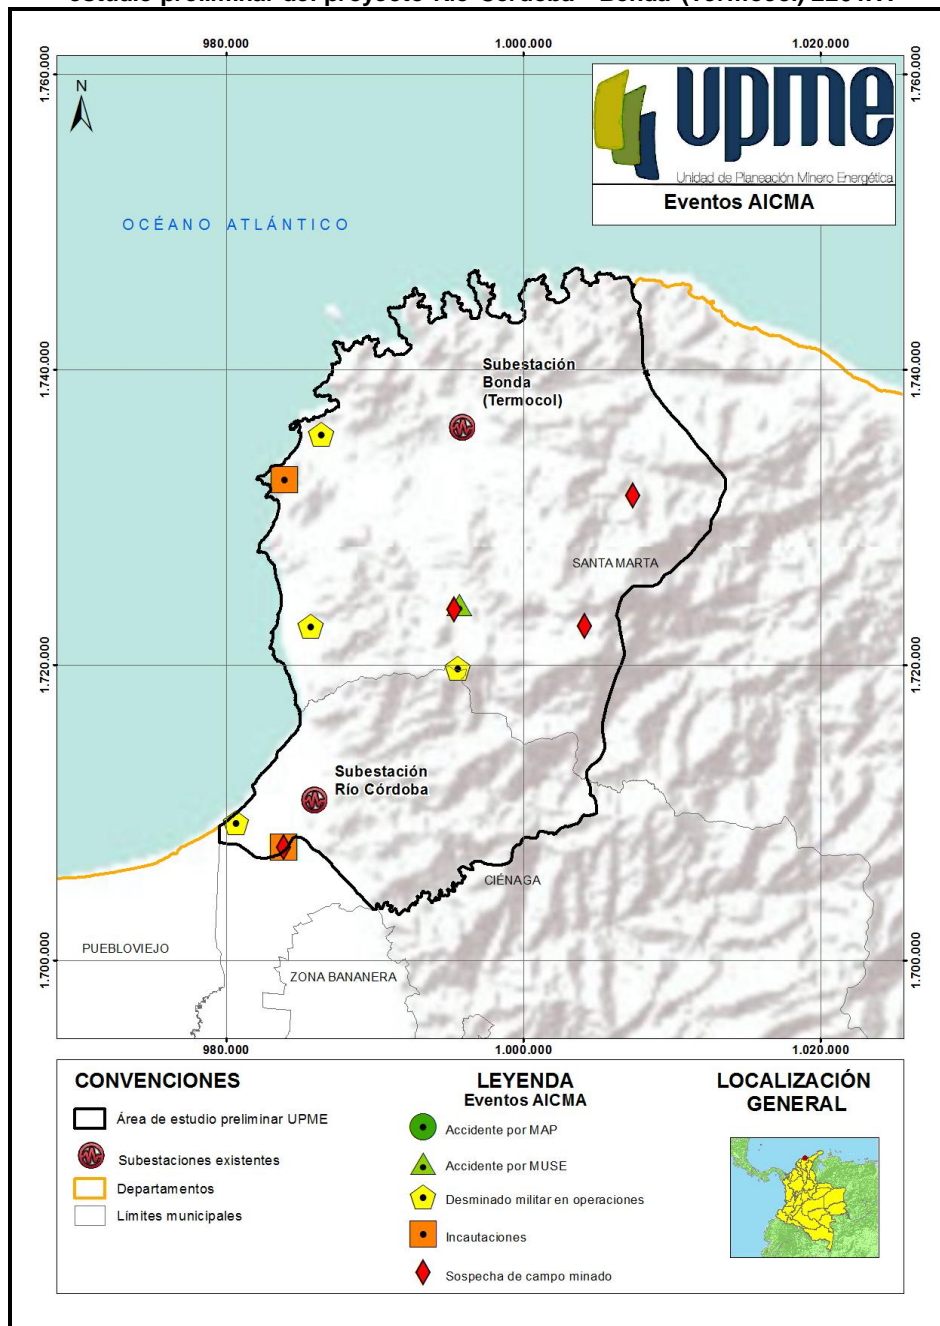 980.000
1.000.000
1.020.000
1.760.000
1.760.000
N
upme
Unidad de Planeación Minero Energética
Eventos AICMA
OCÉANO ATLÁNTICO
1.740.000
1.740.000
Subestación
Bonda
(Termocol)
SANTA MARTA
1.720.000
1.720.000
Subestación
Río Córdoba
CIÉNAGA
PUEBLOVIEJO
ZONA BANANERA
1.700.000
1.700.000
980.000
1.000.000
1.020.000
CONVENCIONES
Área de estudio preliminar UPME
Subestaciones existentes
Departamentos
Límites municipales
LEYENDA
Eventos AICMA
Accidente por MAP
Accidente por MUSE
Desminado militar en operaciones
Incautaciones
Sospecha de campo minado
LOCALIZACIÓN
GENERAL